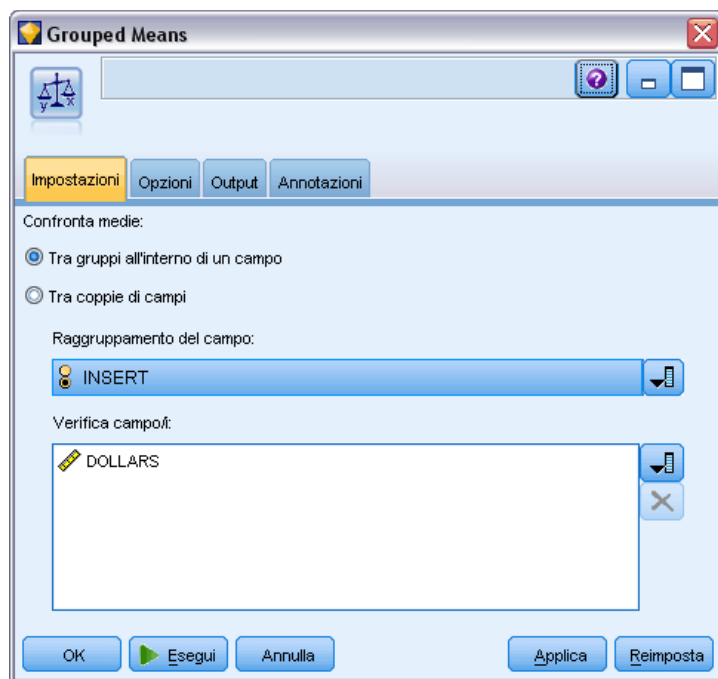 Grouped Means
Impostazioni Opzioni Output Annotazioni
Confronta medie:
Tra gruppi all'interno di un campo
Tra coppie di campi
Raggruppamento del campo:
INSERT
Verifica campo/i:
DOLLARS
OK Esegui Annulla Applica Reimposta